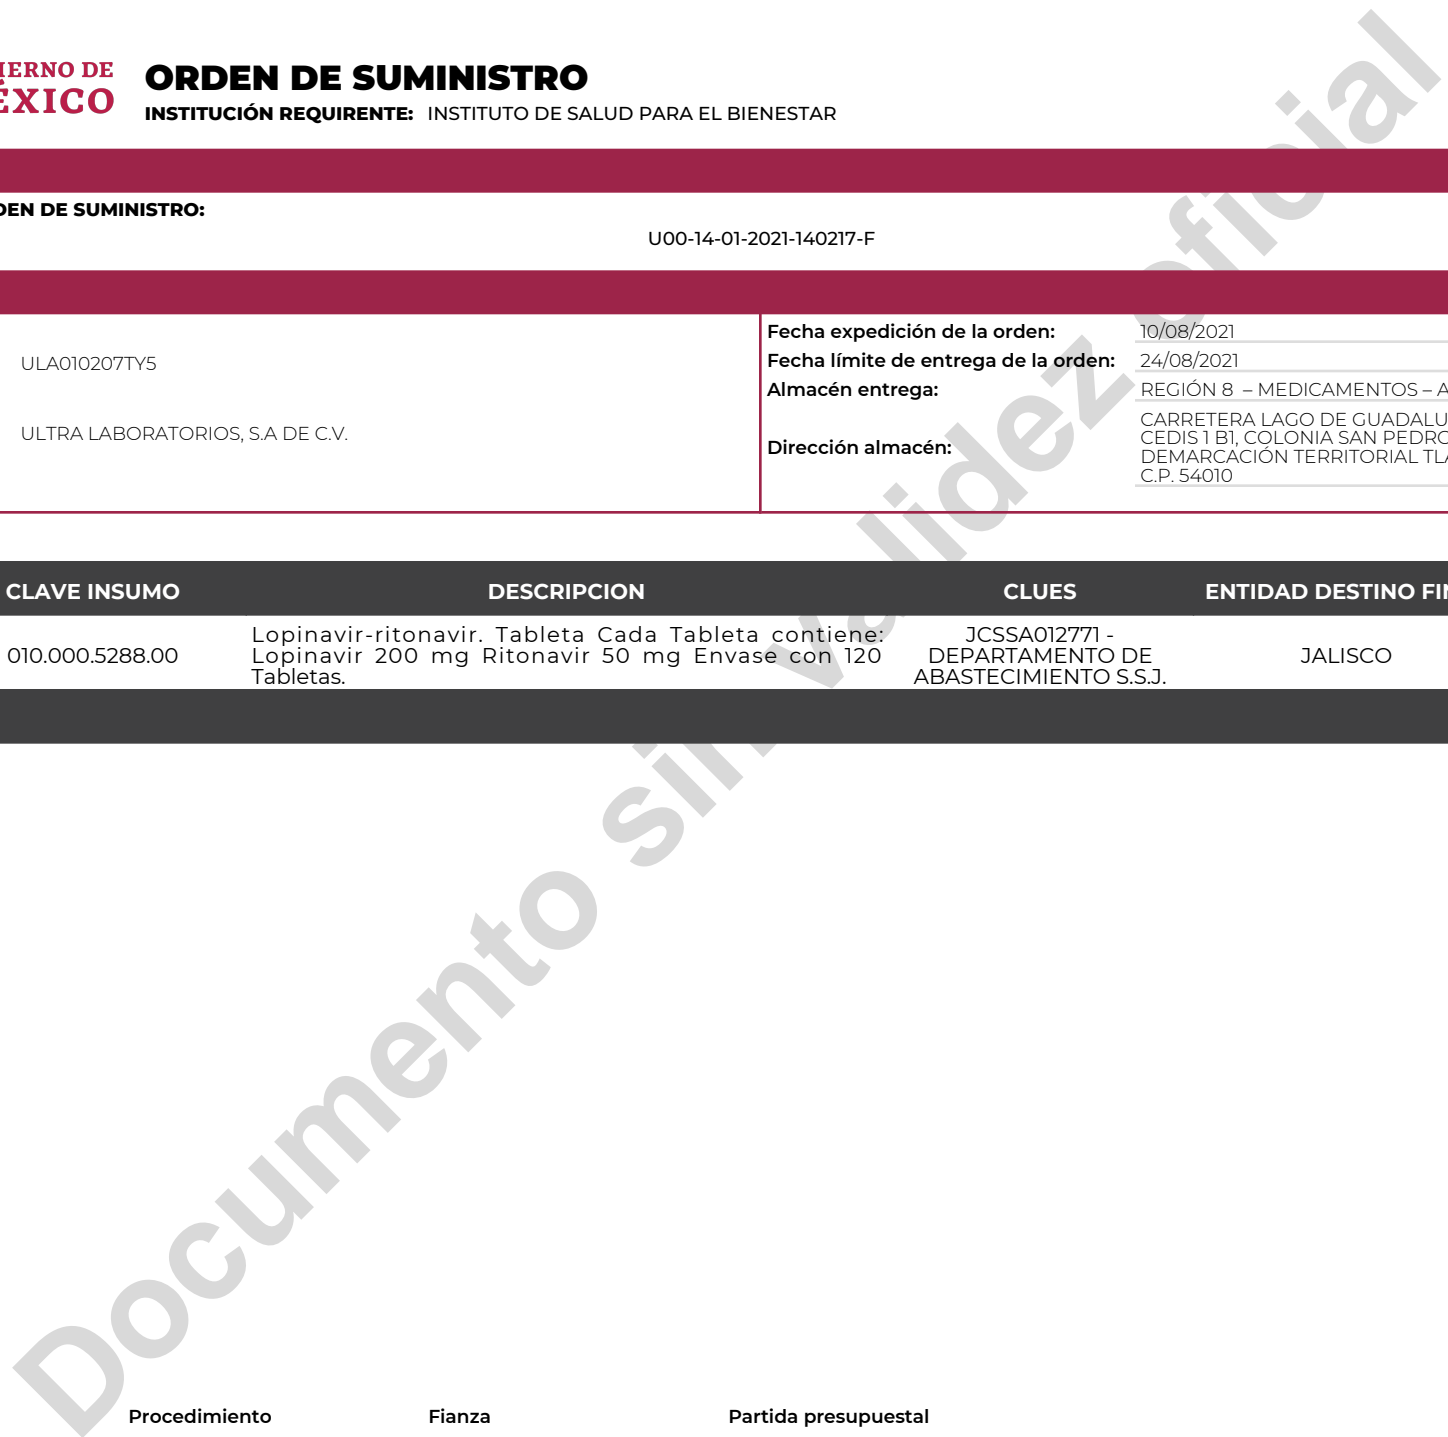 IERNO DE
ÉXICO
ORDEN DE SUMINISTRO
INSTITUCIÓN REQUIRENTE: INSTITUTO DE SALUD PARA EL BIENESTAR
DEN DE SUMINISTRO:
U00-14-01-2021-140217-F
ULA010207TY5
ULTRA LABORATORIOS, S.A DE C.V.
Fecha expedición de la orden: 10/08/2021
Fecha límite de entrega de la orden: 24/08/2021
Almacén entrega: REGIÓN 8 – MEDICAMENTOS – A
Dirección almacén:
CARRETERA LAGO DE GUADALU
CEDIS 1 B1, COLONIA SAN PEDRO
DEMARCACIÓN TERRITORIAL TLA
C.P. 54010
CLAVE INSUMO DESCRIPCION CLUES ENTIDAD DESTINO FIN
010.000.5288.00
Lopinavir-ritonavir. Tableta Cada Tableta contiene:
Lopinavir 200 mg Ritonavir 50 mg Envase con 120
Tabletas.
JCSSA012771 -
DEPARTAMENTO DE
ABASTECIMIENTO S.S.J.
JALISCO
Documento sin validez oficial
Procedimiento Fianza Partida presupuestal